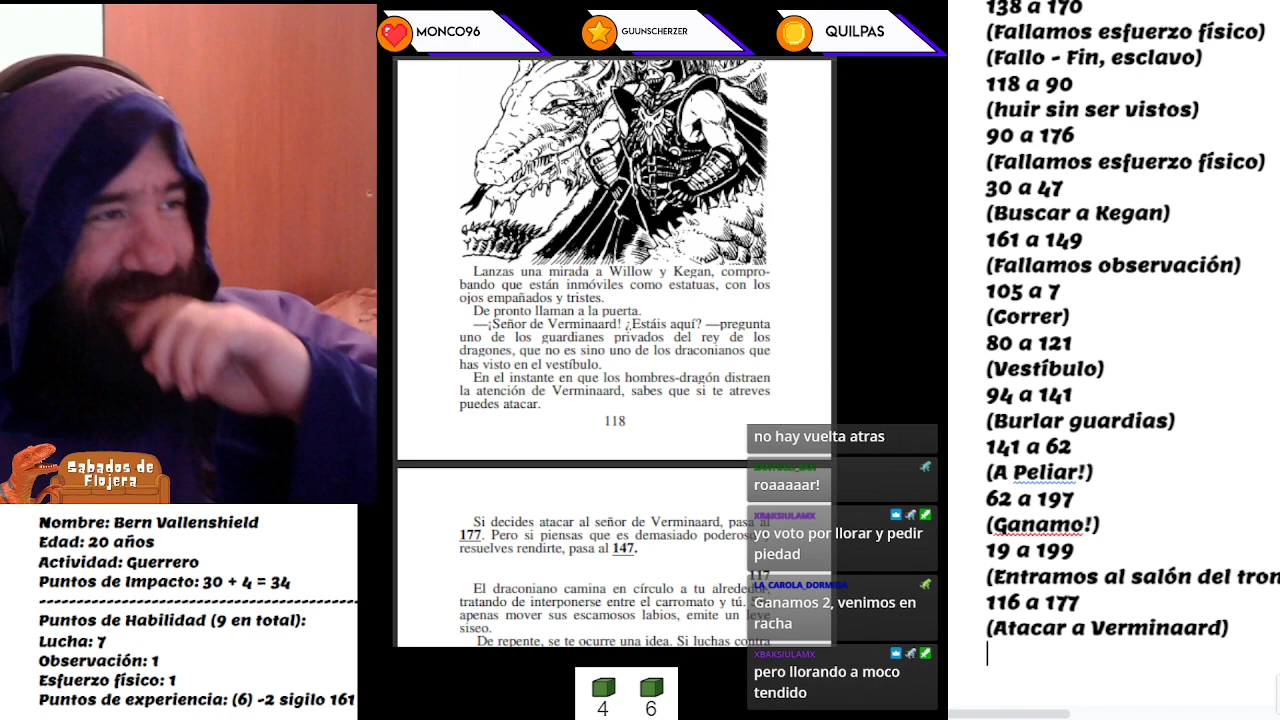 MONCO96
GUUNSCHERZER
QUILPAS
Lanzas una mirada a Willow y Kegan, compro-
bando que están inmóviles como estatuas, con los
ojos empañados y tristes.
De pronto llaman a la puerta.
—¡Señor de Verminaard! ¿Estáis aquí? —pregunta
uno de los guardianes privados del rey de los
dragones, que no es sino uno de los draconianos que
has visto en el vestíbulo.
En el instante en que los hombres-dragón distraen
la atención de Verminaard, sabes que si te atreves
puedes atacar.
118
Si decides atacar al señor de Verminaard, pasa al
177. Pero si piensas que es demasiado poderoso y
resuelves rendirte, pasa al 147.
117
El draconiano camina en círculo a tu alrededor,
tratando de interponerse entre el carromato y tú. Sin
apenas mover sus escamosos labios, emite un leve
siseo.
De repente, se te ocurre una idea. Si luchas contra
no hay vuelta atras
roaaaaar!
XBAKSIULAMX
yo voto por llorar y pedir
piedad
LA_CAROLA_DORMIDA
Ganamos 2, venimos en
racha
XBAKSIULAMX
pero llorando a moco
tendido
4 6
Sabados de
Flojera
Nombre: Bern Vallenshield
Edad: 20 años
Actividad: Guerrero
Puntos de Impacto: 30 + 4 = 34
Puntos de Habilidad (9 en total):
Lucha: 7
Observación: 1
Esfuerzo físico: 1
Puntos de experiencia: (6) -2 sigilo 161
138 a 170
(Fallamos esfuerzo físico)
(Fallo - Fin, esclavo)
118 a 90
(huir sin ser vistos)
90 a 176
(Fallamos esfuerzo físico)
30 a 47
(Buscar a Kegan)
161 a 149
(Fallamos observación)
105 a 7
(Correr)
80 a 121
(Vestíbulo)
94 a 141
(Burlar guardias)
141 a 62
(A Peliar!)
62 a 197
(Ganamo!)
19 a 199
(Entramos al salón del tron
116 a 177
(Atacar a Verminaard)